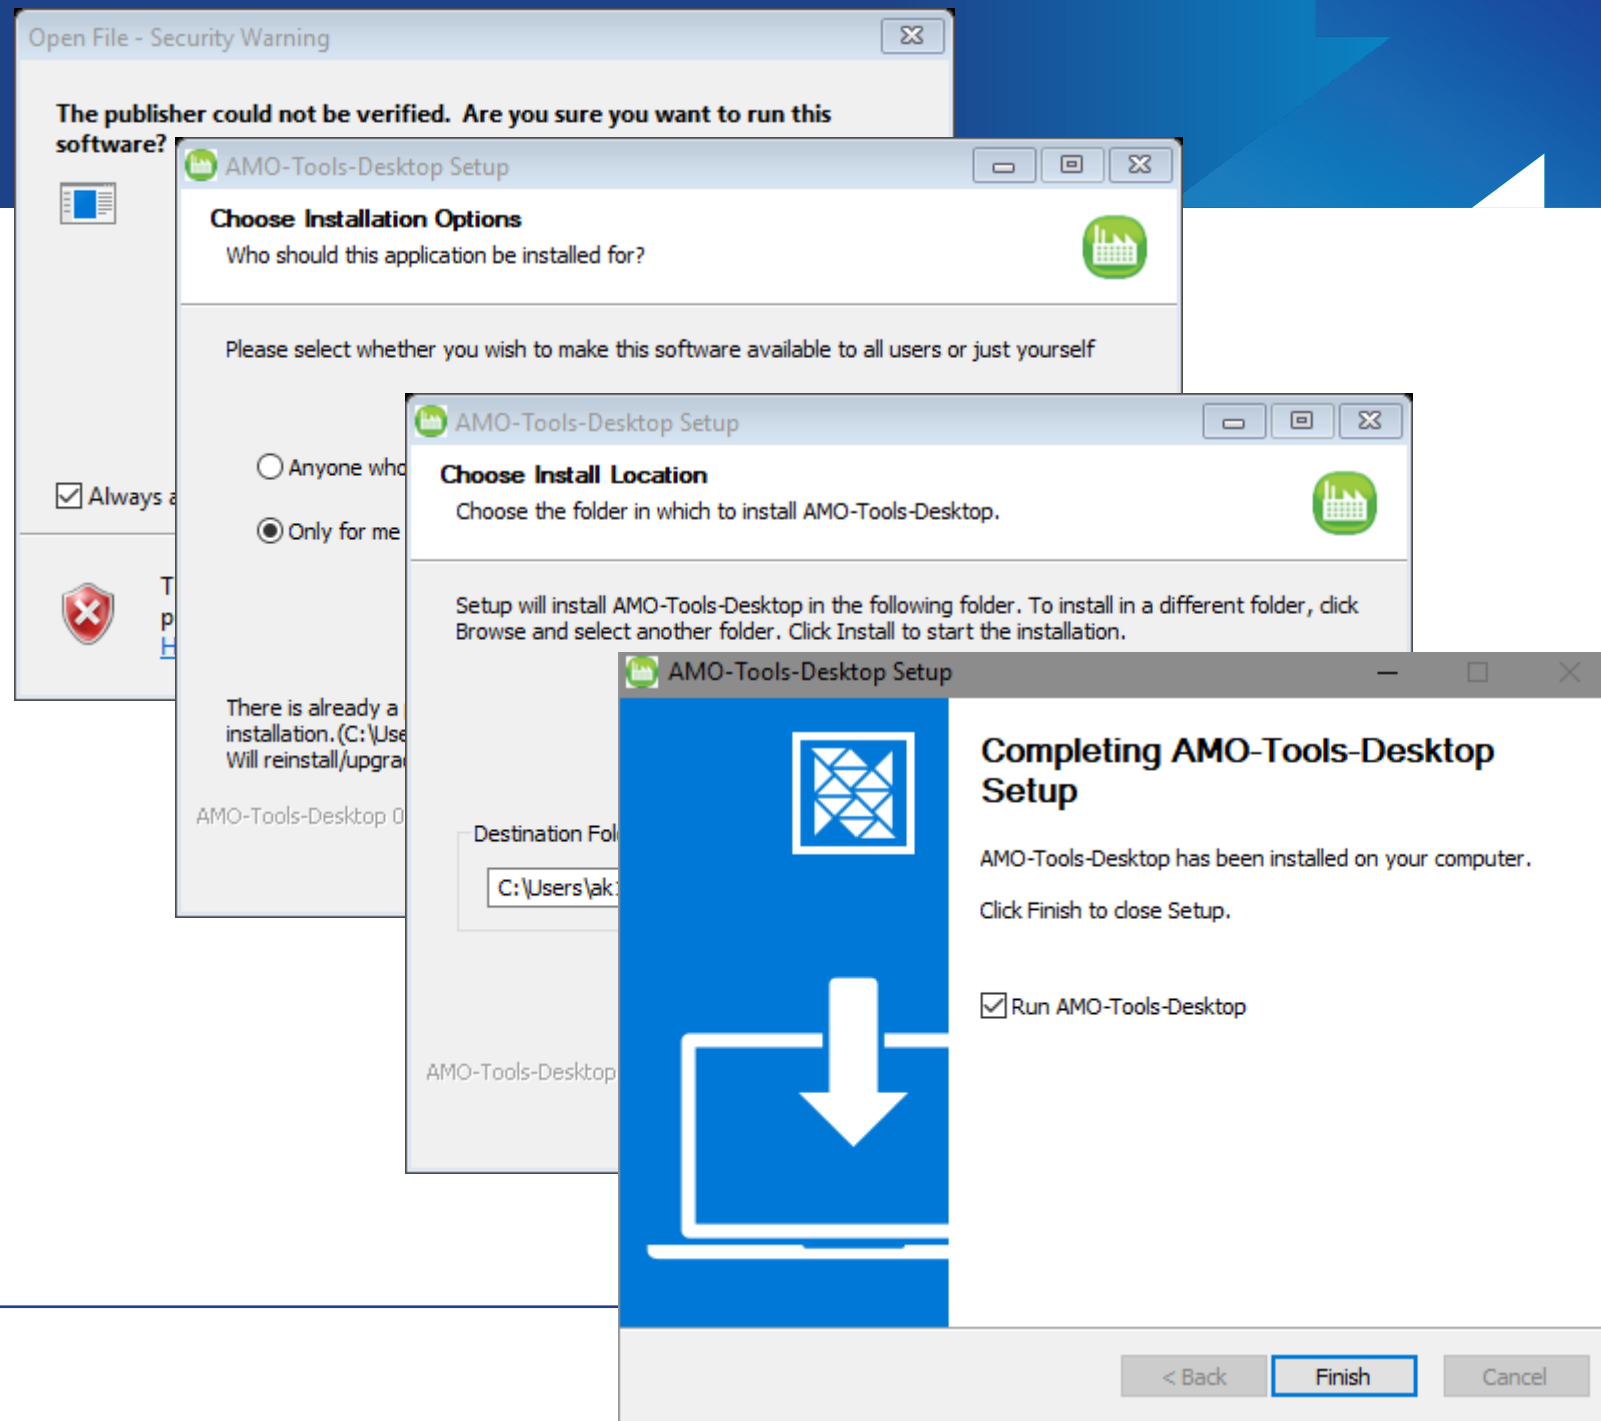 Open File - Security Warning
The publisher could not be verified. Are you sure you want to run this
software?
AMO-Tools-Desktop Setup
Choose Installation Options
Who should this application be installed for?
Please select whether you wish to make this software available to all users or just yourself
Anyone who
Only for me
Always
There is already a
installation.(C:\Use
Will reinstall/upgra
AMO-Tools-Desktop 0
AMO-Tools-Desktop Setup
Choose Install Location
Choose the folder in which to install AMO-Tools-Desktop.
Setup will install AMO-Tools-Desktop in the following folder. To install in a different folder, click
Browse and select another folder. Click Install to start the installation.
Destination Fol
C:\Users\ak
AMO-Tools-Desktop
AMO-Tools-Desktop Setup
Completing AMO-Tools-Desktop
Setup
AMO-Tools-Desktop has been installed on your computer.
Click Finish to close Setup.
Run AMO-Tools-Desktop
< Back
Finish
Cancel